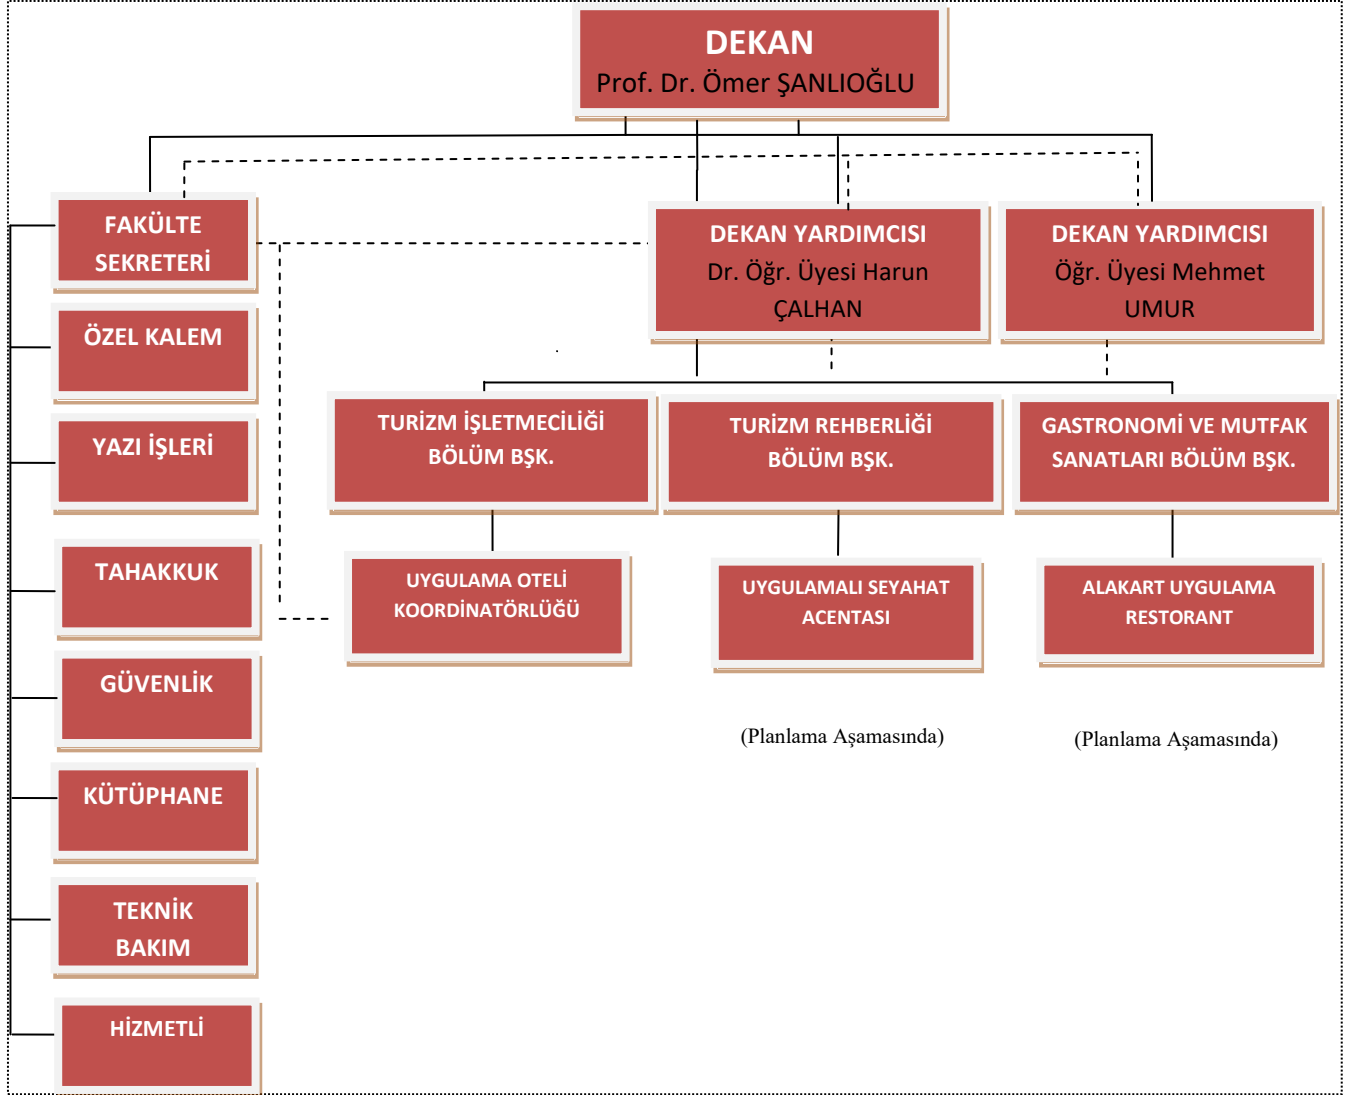 DEKAN
Prof. Dr. Ömer ŞANLIOĞLU
FAKÜLTE
SEKRETERİ
DEKAN YARDIMCISI
Dr. Öğr. Üyesi Harun
ÇALHAN
DEKAN YARDIMCISI
Öğr. Üyesi Mehmet
UMUR
ÖZEL KALEM
YAZI İŞLERİ
TAHAKKUK
GÜVENLİK
KÜTÜPHANE
TEKNİK
BAKIM
HİZMETLİ
TURİZM İŞLETMECİLİĞİ
BÖLÜM BŞK.
TURİZM REHBERLİĞİ
BÖLÜM BŞK.
GASTRONOMİ VE MUTFAK
SANATLARI BÖLÜM BŞK.
UYGULAMA OTELİ
KOORDİNATÖRLÜĞÜ
UYGULAMALI SEYAHAT
ACENTASI
ALAKART UYGULAMA
RESTORANT
(Planlama Aşamasında)
(Planlama Aşamasında)